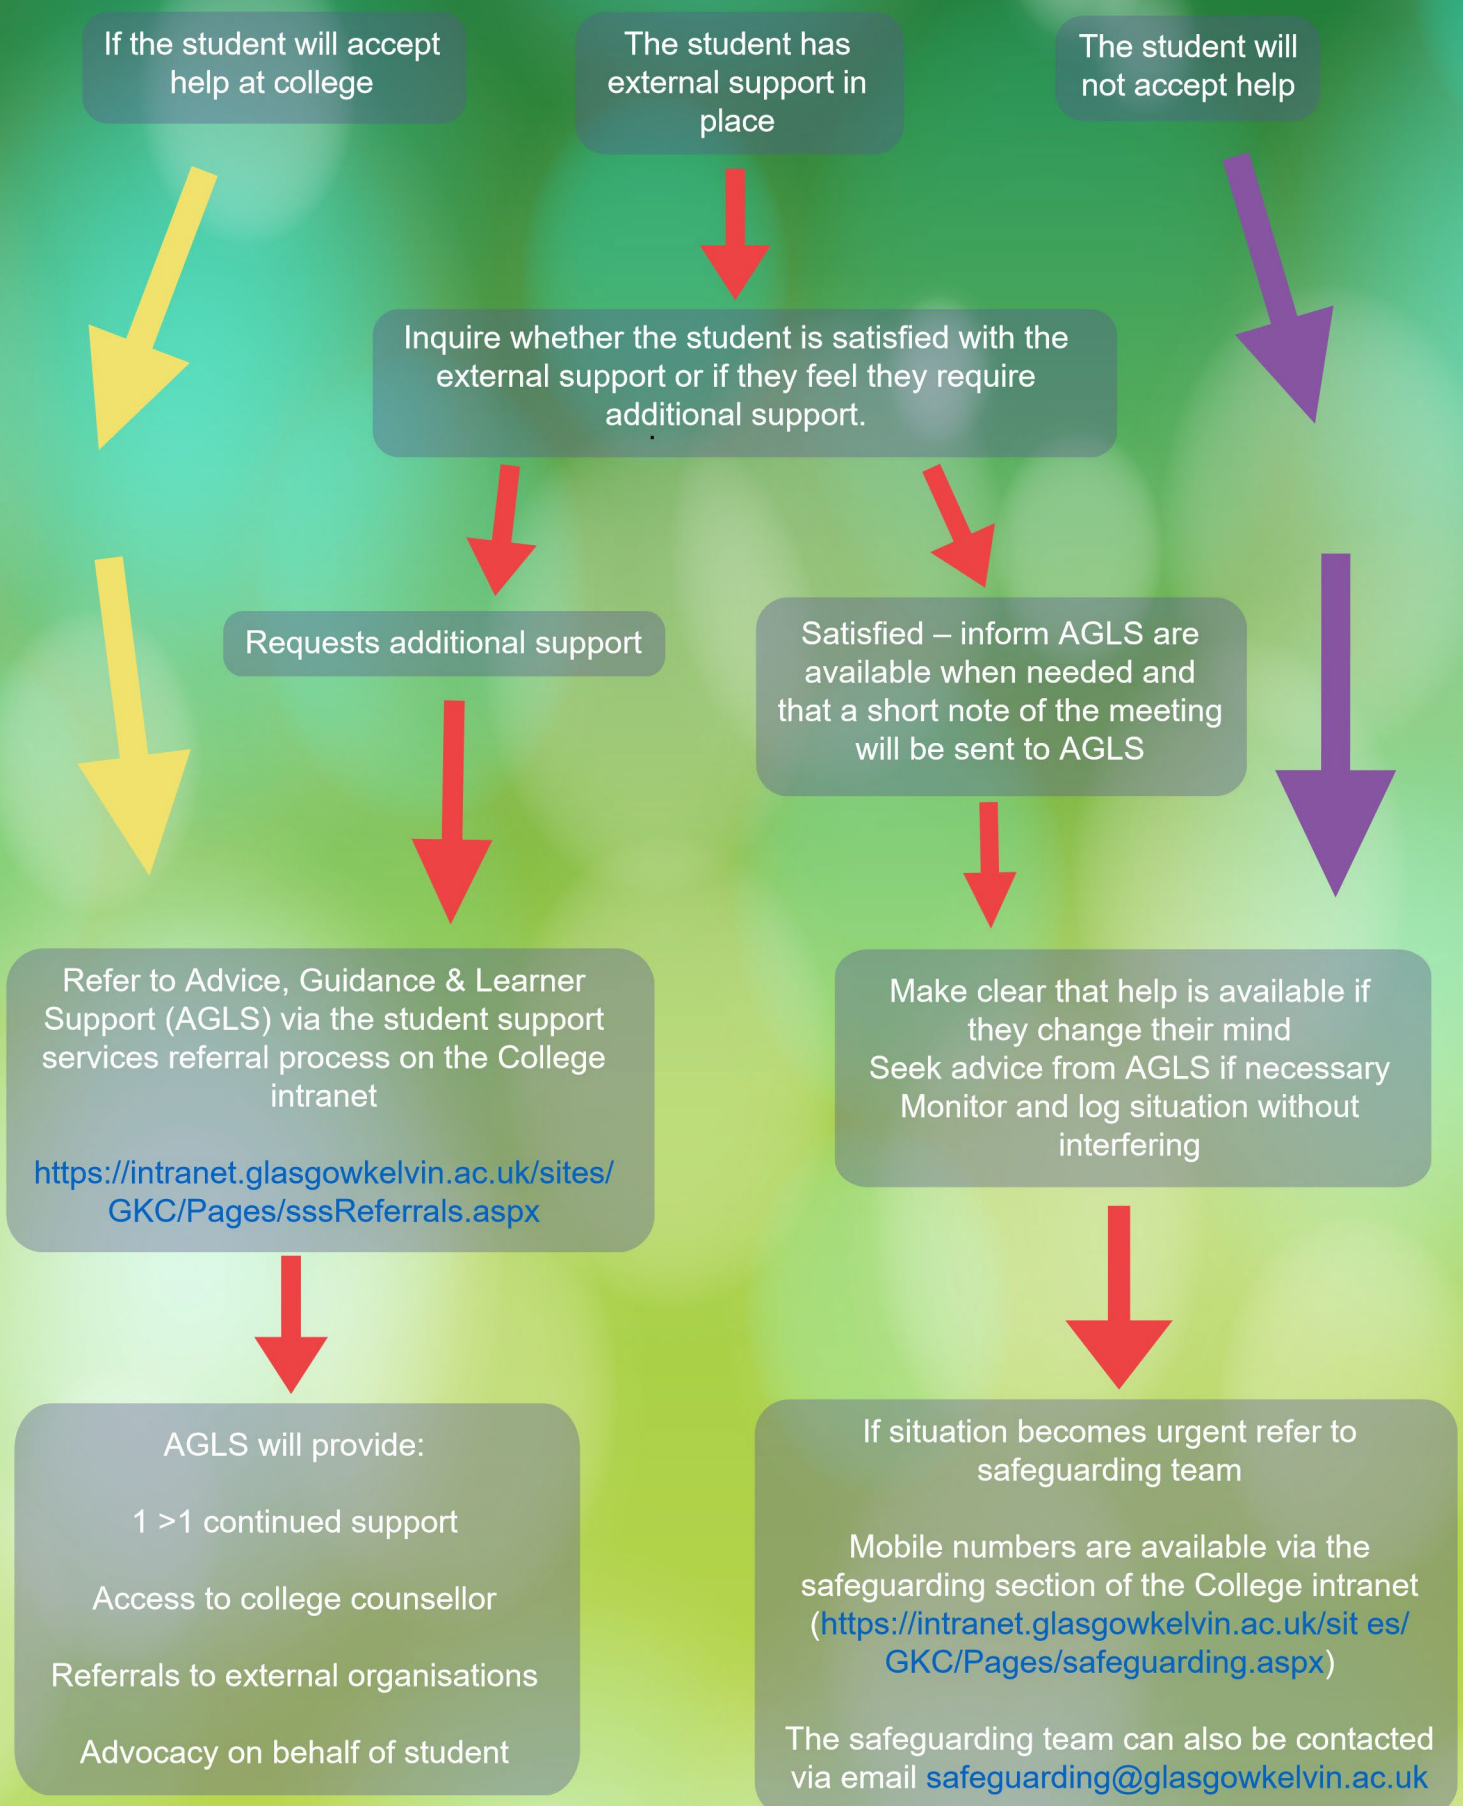 If the student will accept
help at college
The student has
external support in
place
The student will
not accept help
Inquire whether the student is satisfied with the
external support or if they feel they require
additional support.
.
Requests additional support
Satisfied – inform AGLS are
available when needed and
that a short note of the meeting
will be sent to AGLS
Refer to Advice, Guidance & Learner
Support (AGLS) via the student support
services referral process on the College
intranet
https://intranet.glasgowkelvin.ac.uk/sites/
GKC/Pages/sssReferrals.aspx
Make clear that help is available if
they change their mind
Seek advice from AGLS if necessary
Monitor and log situation without
interfering
AGLS will provide:
1 >1 continued support
Access to college counsellor
Referrals to external organisations
Advocacy on behalf of student
If situation becomes urgent refer to
safeguarding team
Mobile numbers are available via the
safeguarding section of the College intranet
(https://intranet.glasgowkelvin.ac.uk/sit es/
GKC/Pages/safeguarding.aspx)
The safeguarding team can also be contacted
via email safeguarding@glasgowkelvin.ac.uk